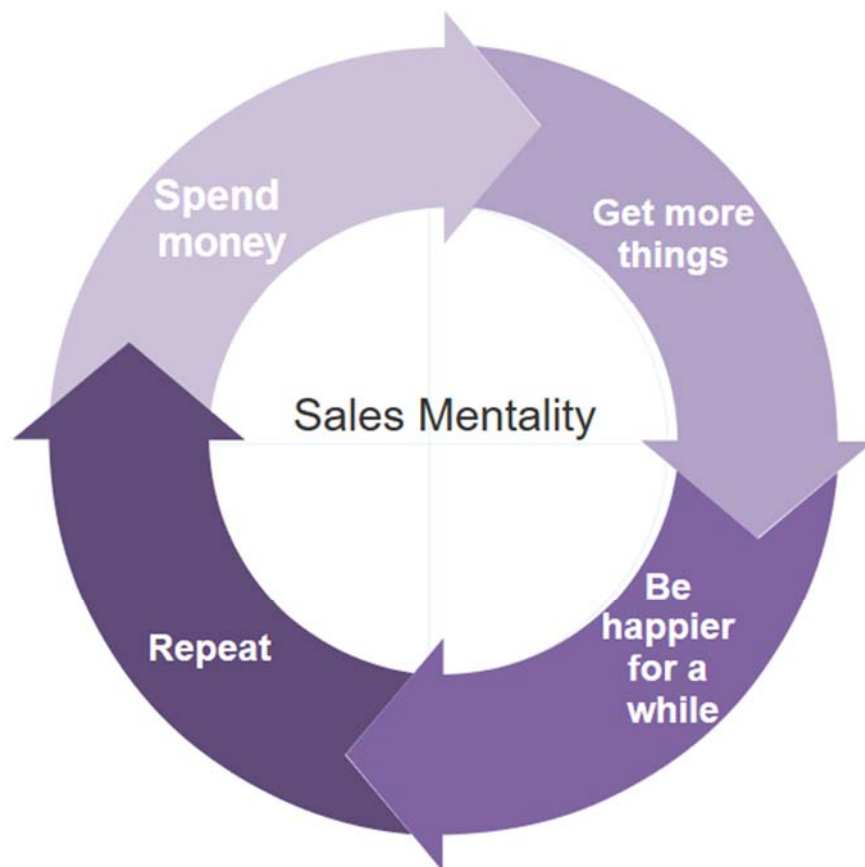 Spend
money
Get more
things
Sales Mentality
Be
happier
for a
while
Repeat